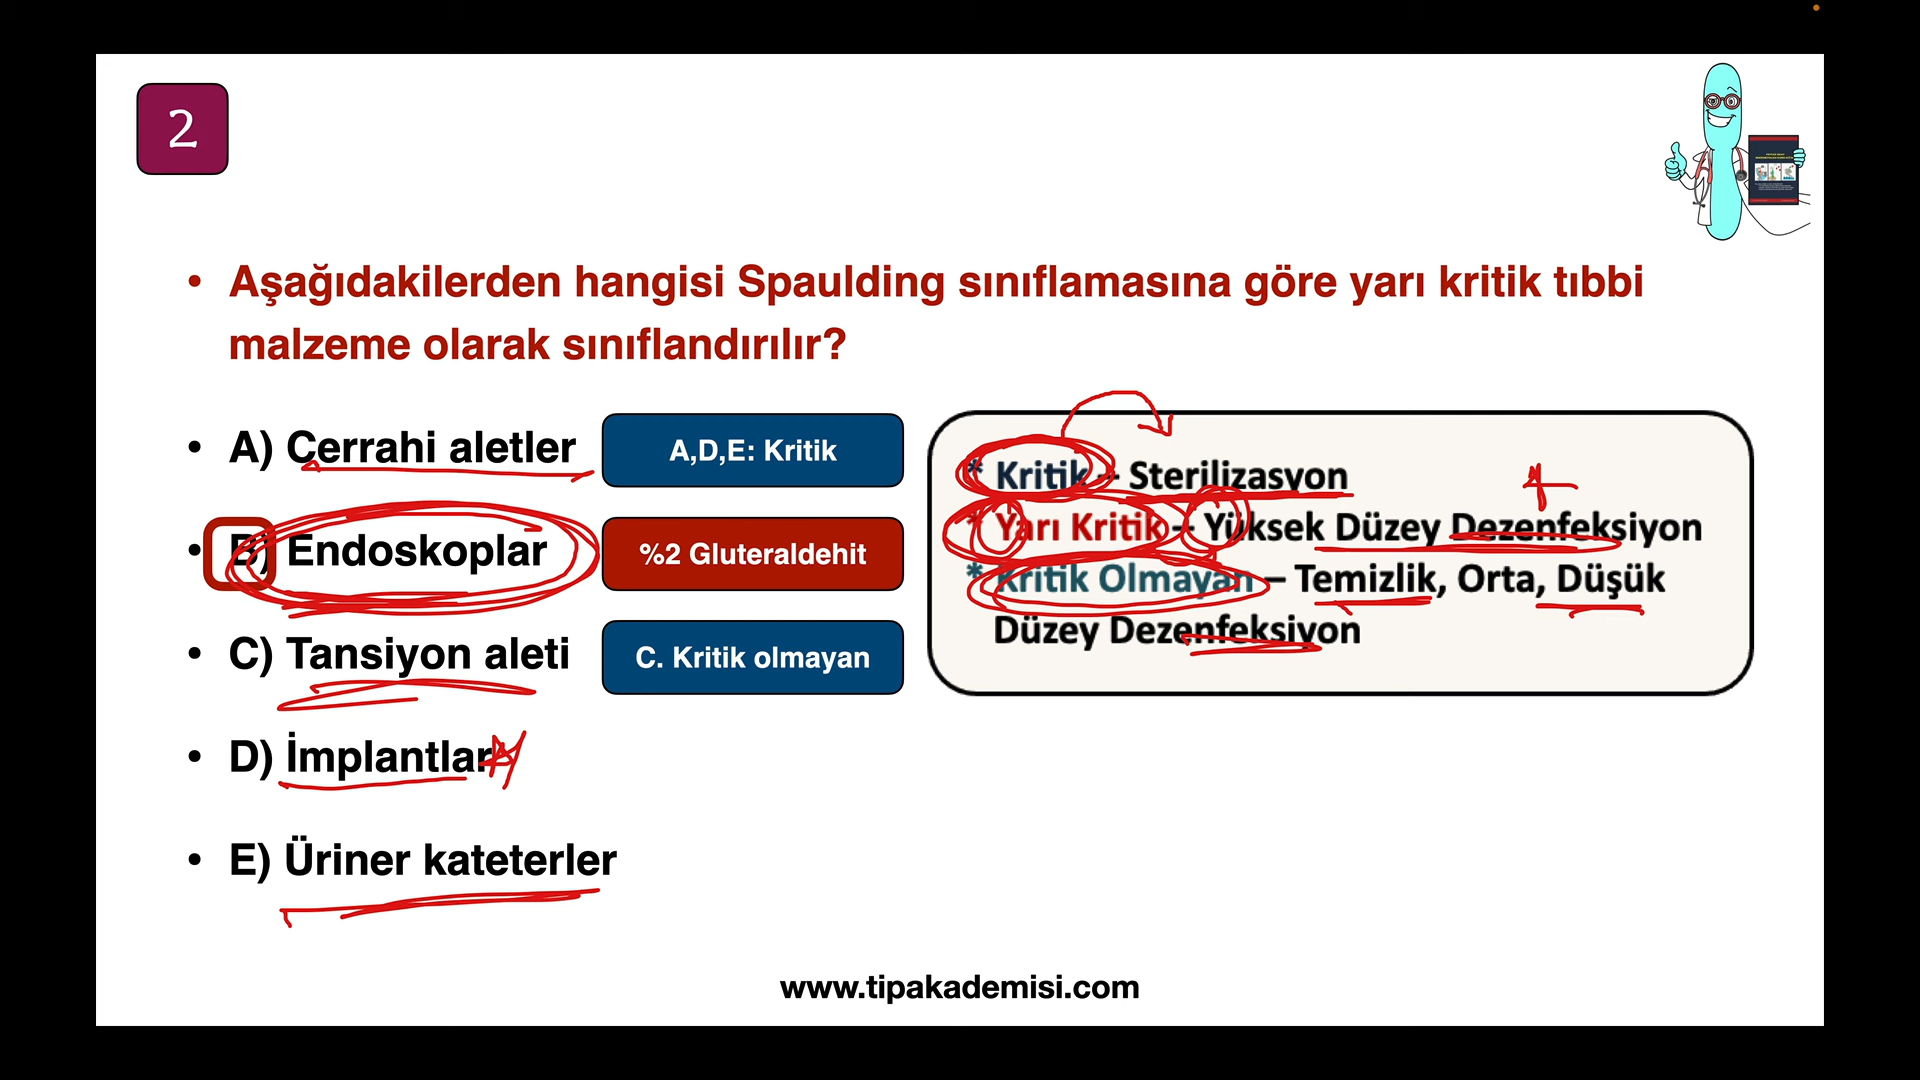 2
• Aşağıdakilerden hangisi Spaulding sınıflamasına göre yarı kritik tıbbi
malzeme olarak sınıflandırılır?
• A) Cerrahi aletler
A,D,E: Kritik
• B) Endoskoplar
%2 Gluteraldehit
• C) Tansiyon aleti
C. Kritik olmayan
• D) İmplantlar
• E) Üriner kateterler
* Kritik – Sterilizasyon
* Yarı Kritik – Yüksek Düzey Dezenfeksiyon
* Kritik Olmayan – Temizlik, Orta, Düşük
Düzey Dezenfeksiyon
www.tipakademisi.com